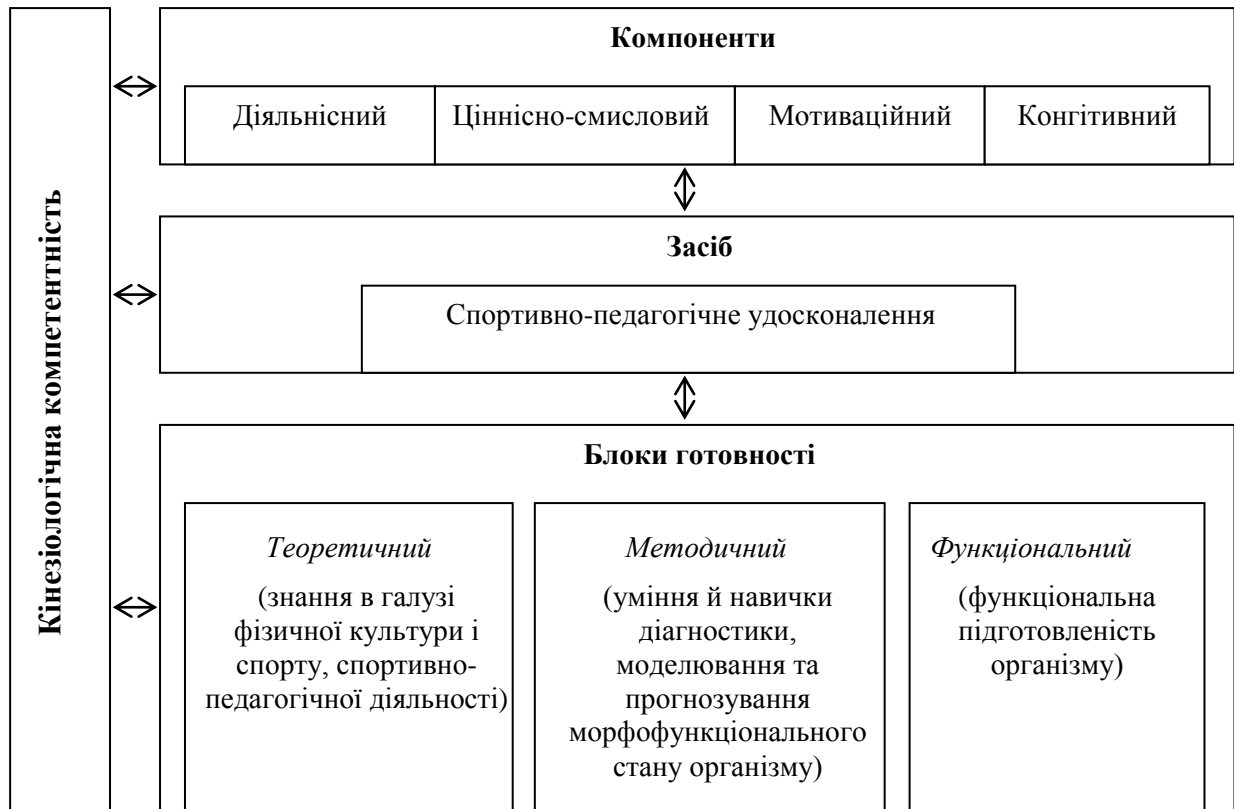 Кінезіологічна компетентність
Компоненти
Діяльнісний
Ціннісно-смисловий
Мотиваційний
Конгітивний
Засіб
Спортивно-педагогічне удосконалення
Блоки готовності
Теоретичний
(знання в галузі
фізичної культури і
спорту, спортивно-
педагогічної діяльності)
Методичний
(уміння й навички
діагностики,
моделювання та
прогнозування
морфофункціонального
стану організму)
Функціональний
(функціональна
підготовленість
організму)